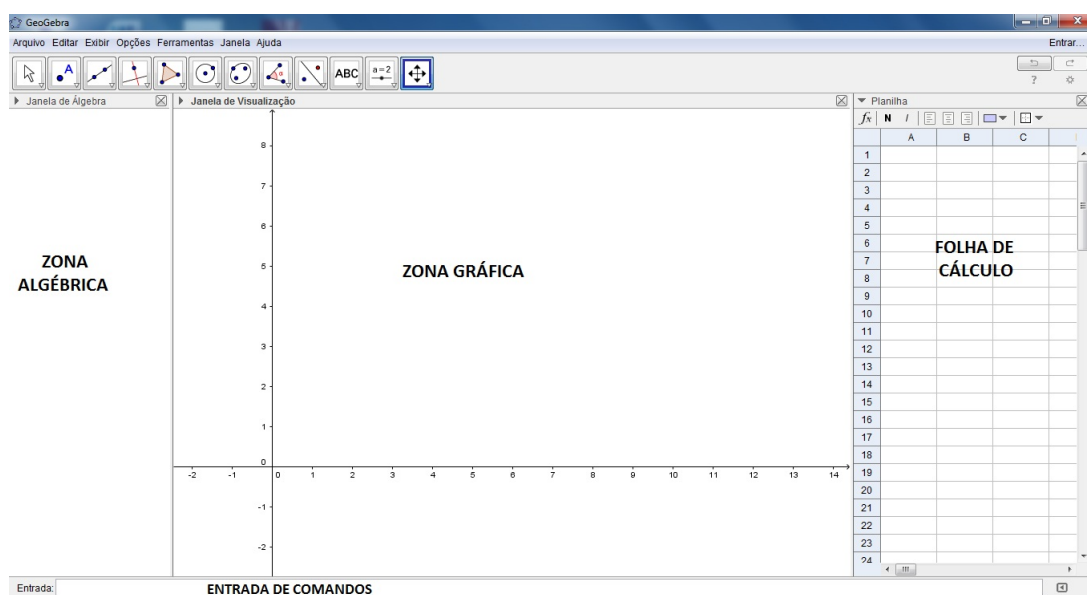 GeoGebra
Arquivo Editar Exibir Opções Ferramentas Janela Ajuda Entrar...
A ABC a=2
?
Janela de Álgebra
Janela de Visualização
Planilha
fx N I
A B C
1
2
3
4
5
6
7
8
9
10
11
12
13
14
15
16
17
18
19
20
21
22
23
24
8
7
6
5
4
3
2
1
0
-2 -1 0 1 2 3 4 5 6 7 8 9 10 11 12 13 14
-1
-2
ZONA
ALGÉBRICA
ZONA GRÁFICA
FOLHA DE
CÁLCULO
Entrada:
ENTRADA DE COMANDOS